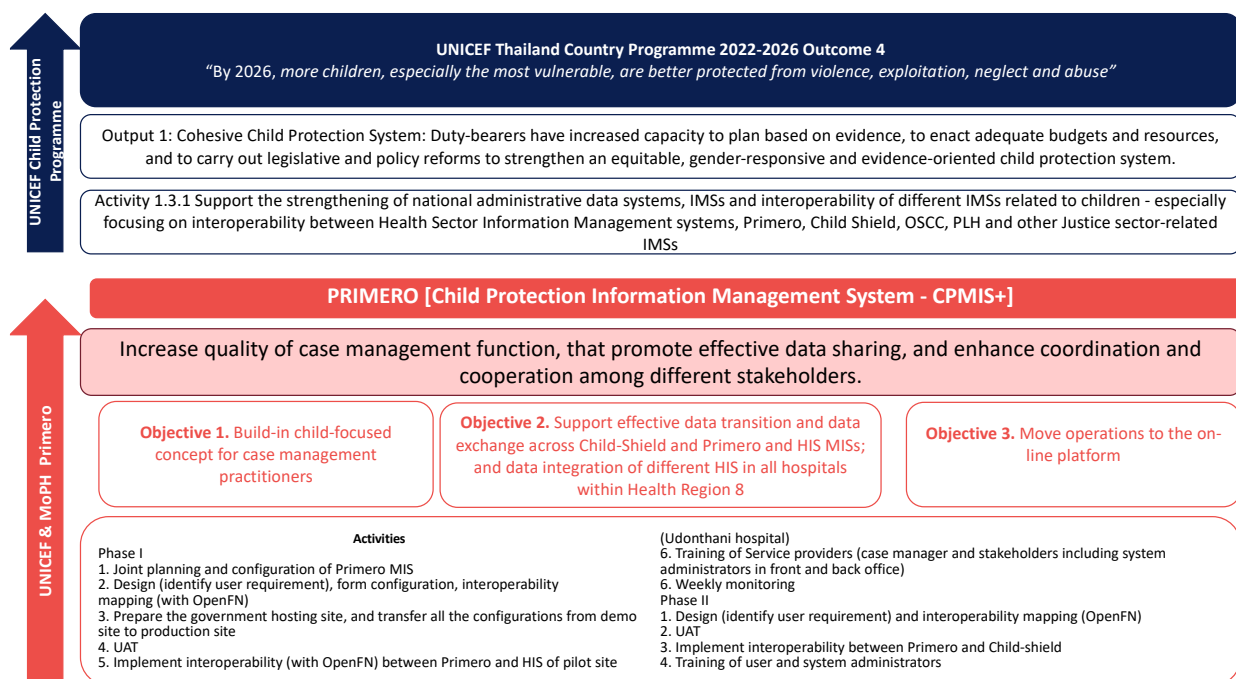 UNICEF Child Protection
Programme
UNICEF Thailand Country Programme 2022-2026 Outcome 4
“By 2026, more children, especially the most vulnerable, are better protected from violence, exploitation, neglect and abuse”
Output 1: Cohesive Child Protection System: Duty-bearers have increased capacity to plan based on evidence, to enact adequate budgets and resources,
and to carry out legislative and policy reforms to strengthen an equitable, gender-responsive and evidence-oriented child protection system.
Activity 1.3.1 Support the strengthening of national administrative data systems, IMSs and interoperability of different IMSs related to children - especially
focusing on interoperability between Health Sector Information Management systems, Primero, Child Shield, OSCC, PLH and other Justice sector-related
IMSs
UNICEF & MoPH Primero
PRIMERO [Child Protection Information Management System - CPMIS+]
Increase quality of case management function, that promote effective data sharing, and enhance coordination and
cooperation among different stakeholders.
Objective 1. Build-in child-focused
concept for case management
practitioners
Objective 2. Support effective data transition and data
exchange across Child-Shield and Primero and HIS MISs;
and data integration of different HIS in all hospitals
within Health Region 8
Objective 3. Move operations to the on-
line platform
Activities
Phase I
1. Joint planning and configuration of Primero MIS
2. Design (identify user requirement), form configuration, interoperability
mapping (with OpenFN)
3. Prepare the government hosting site, and transfer all the configurations from demo
site to production site
4. UAT
5. Implement interoperability (with OpenFN) between Primero and HIS of pilot site
(Udonthani hospital)
6. Training of Service providers (case manager and stakeholders including system
administrators in front and back office)
6. Weekly monitoring
Phase II
1. Design (identify user requirement) and interoperability mapping (OpenFN)
2. UAT
3. Implement interoperability between Primero and Child-shield
4. Training of user and system administrators